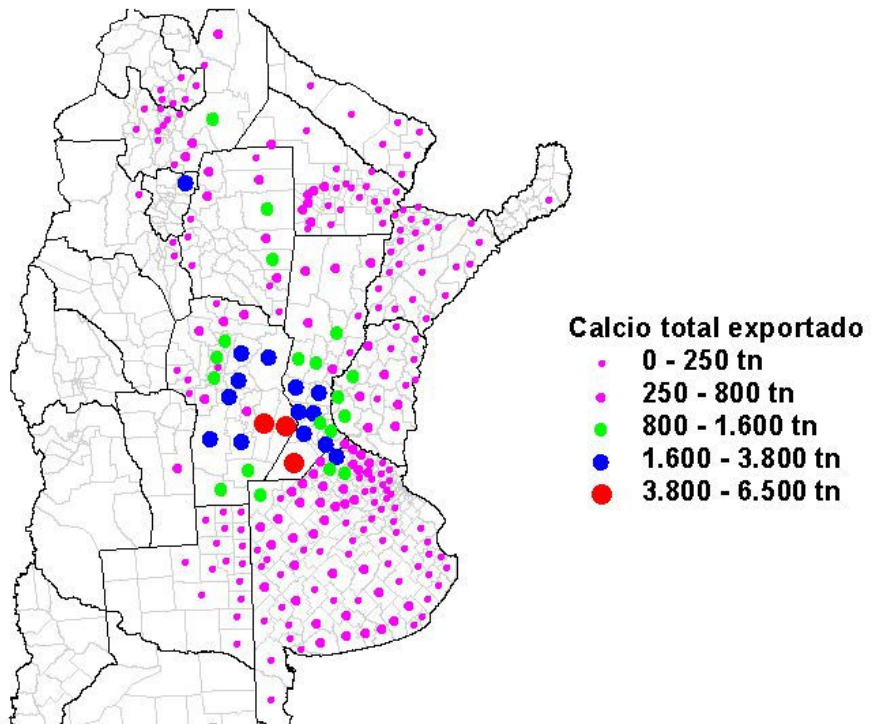 Calcio total exportado
0 - 250 tn
250 - 800 tn
800 - 1.600 tn
1.600 - 3.800 tn
3.800 - 6.500 tn